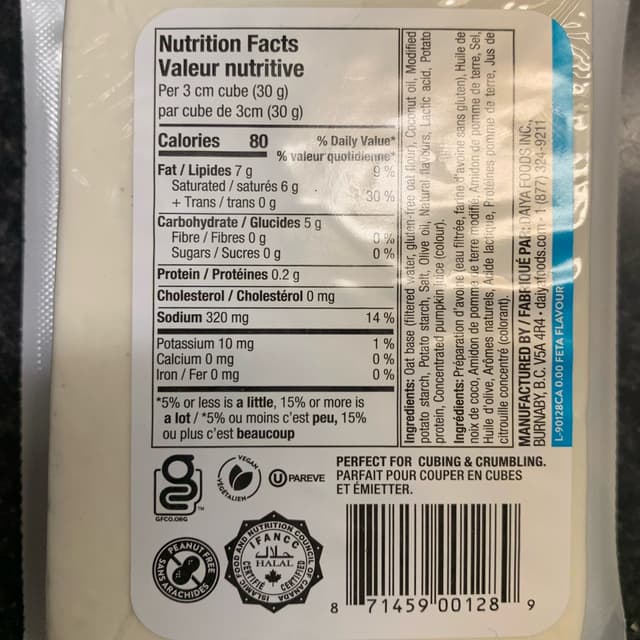 Nutrition Facts
Valeur nutritive
Per 3 cm cube (30 g)
par cube de 3cm (30 g)
Calories 80
% Daily Value*
% valeur quotidienne*
Fat / Lipides 7 g 9 %
Saturated / saturés 6 g
+ Trans / trans 0 g 30 %
Carbohydrate / Glucides 5 g
Fibre / Fibres 0 g 0 %
Sugars / Sucres 0 g 0 %
Protein / Protéines 0.2 g
Cholesterol / Cholestérol 0 mg
Sodium 320 mg 14 %
Potassium 10 mg 1 %
Calcium 0 mg 0 %
Iron / Fer 0 mg 0 %
*5% or less is a little, 15% or more is
a lot / *5% ou moins c'est peu, 15%
ou plus c'est beaucoup
Ingredients: Oat base (filtered water, gluten-free oat flour), Coconut oil, Modified
potato starch, Potato starch, Salt, Olive oil, Natural flavours, Lactic acid, Potato
protein, Concentrated pumpkin juice (colour).
Ingrédients: Préparation d'avoine (eau filtrée, farine d'avoine sans gluten), Huile de
noix de coco, Amidon de pomme de terre modifié, Amidon de pomme de terre, Sel,
Huile d'olive, Arômes naturels, Acide lactique, Protéines pomme de terre, Jus de
citrouille concentré (colorant).
MANUFACTURED BY / FABRIQUÉ PAR: DAIYA FOODS INC.,
BURNABY, B.C. V5A 4R4 • daiyafoods.com • 1 (877) 324-9211
L-90128CA 0.00 FETA FLAVOUR
GFCO.ORG
TM
VEGAN
VÉGÉTALIEN
U PAREVE
PERFECT FOR CUBING & CRUMBLING.
PARFAIT POUR COUPER EN CUBES
ET ÉMIETTER.
PEANUT FREE
SANS ARACHIDES
ISLAMIC FOOD AND NUTRITION COUNCIL OF CANADA
IFANCC
حلال
HALAL
CERTIFIÉ CERTIFIED
8 71459 00128 9